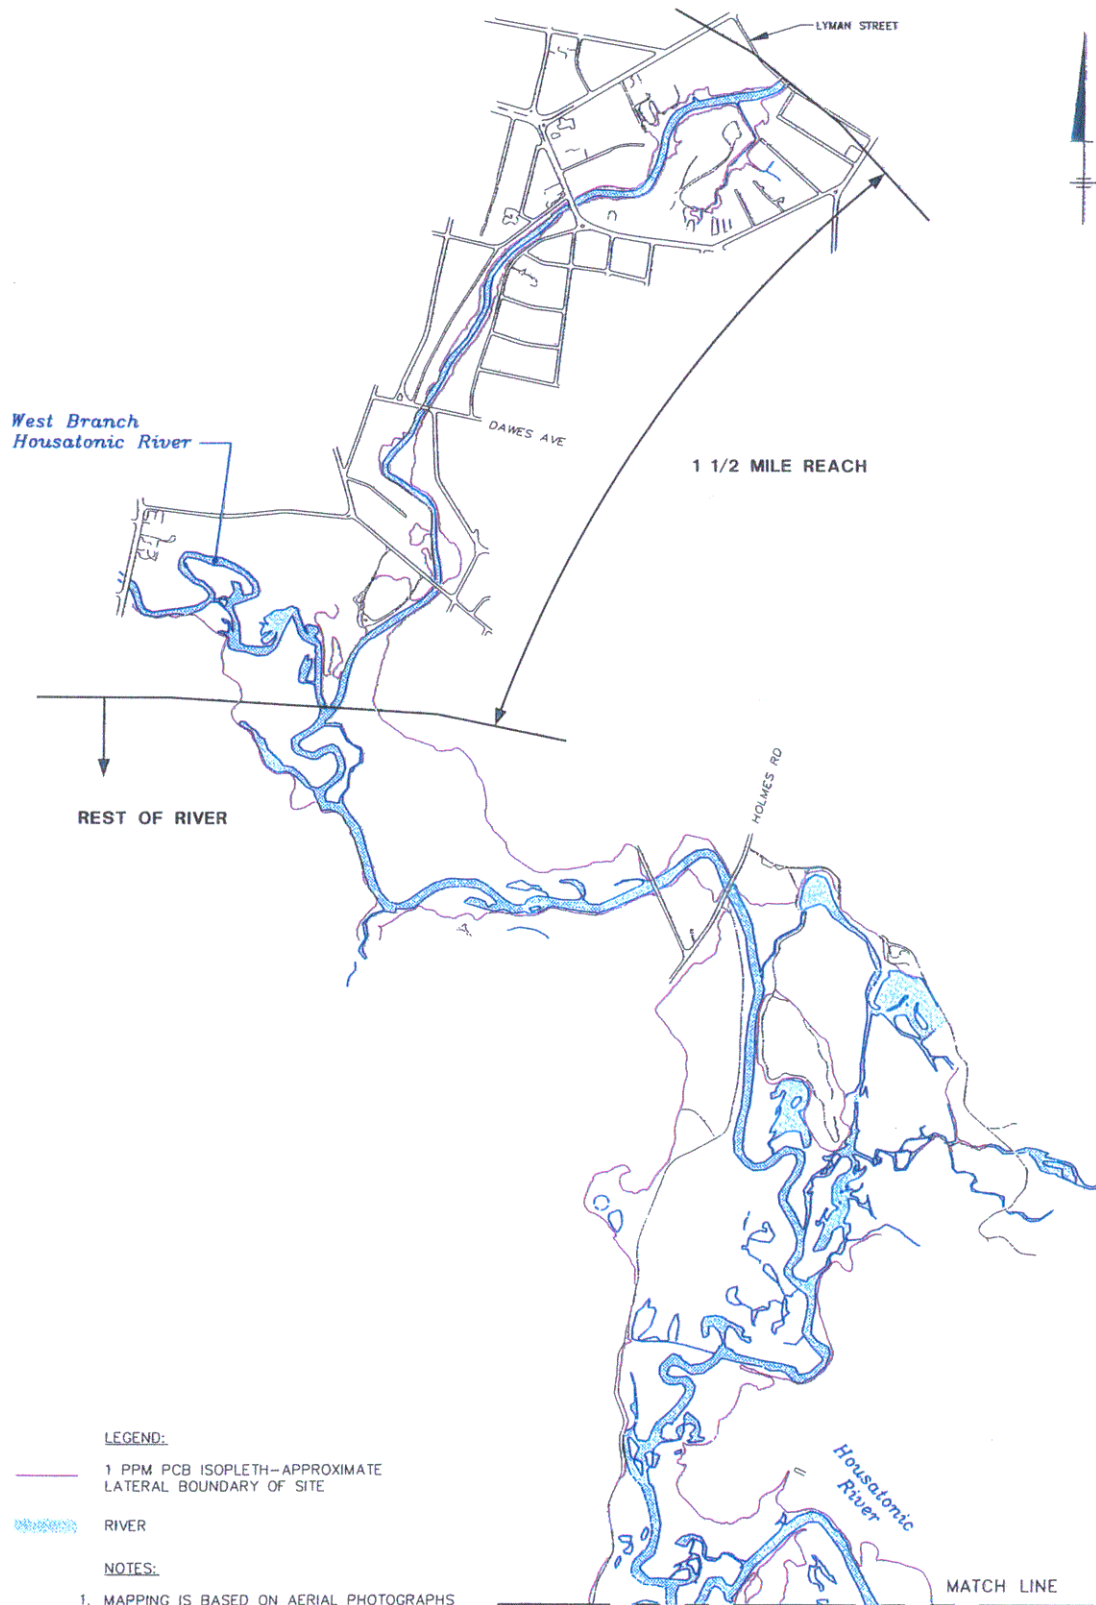 LYMAN STREET
West Branch
Housatonic River
DAWES AVE
1 1/2 MILE REACH
REST OF RIVER
HOLMES RD
LEGEND:
1 PPM PCB ISOPLETH-APPROXIMATE
LATERAL BOUNDARY OF SITE
RIVER
NOTES:
1. MAPPING IS BASED ON AERIAL PHOTOGRAPHS
Housatonic
River
MATCH LINE